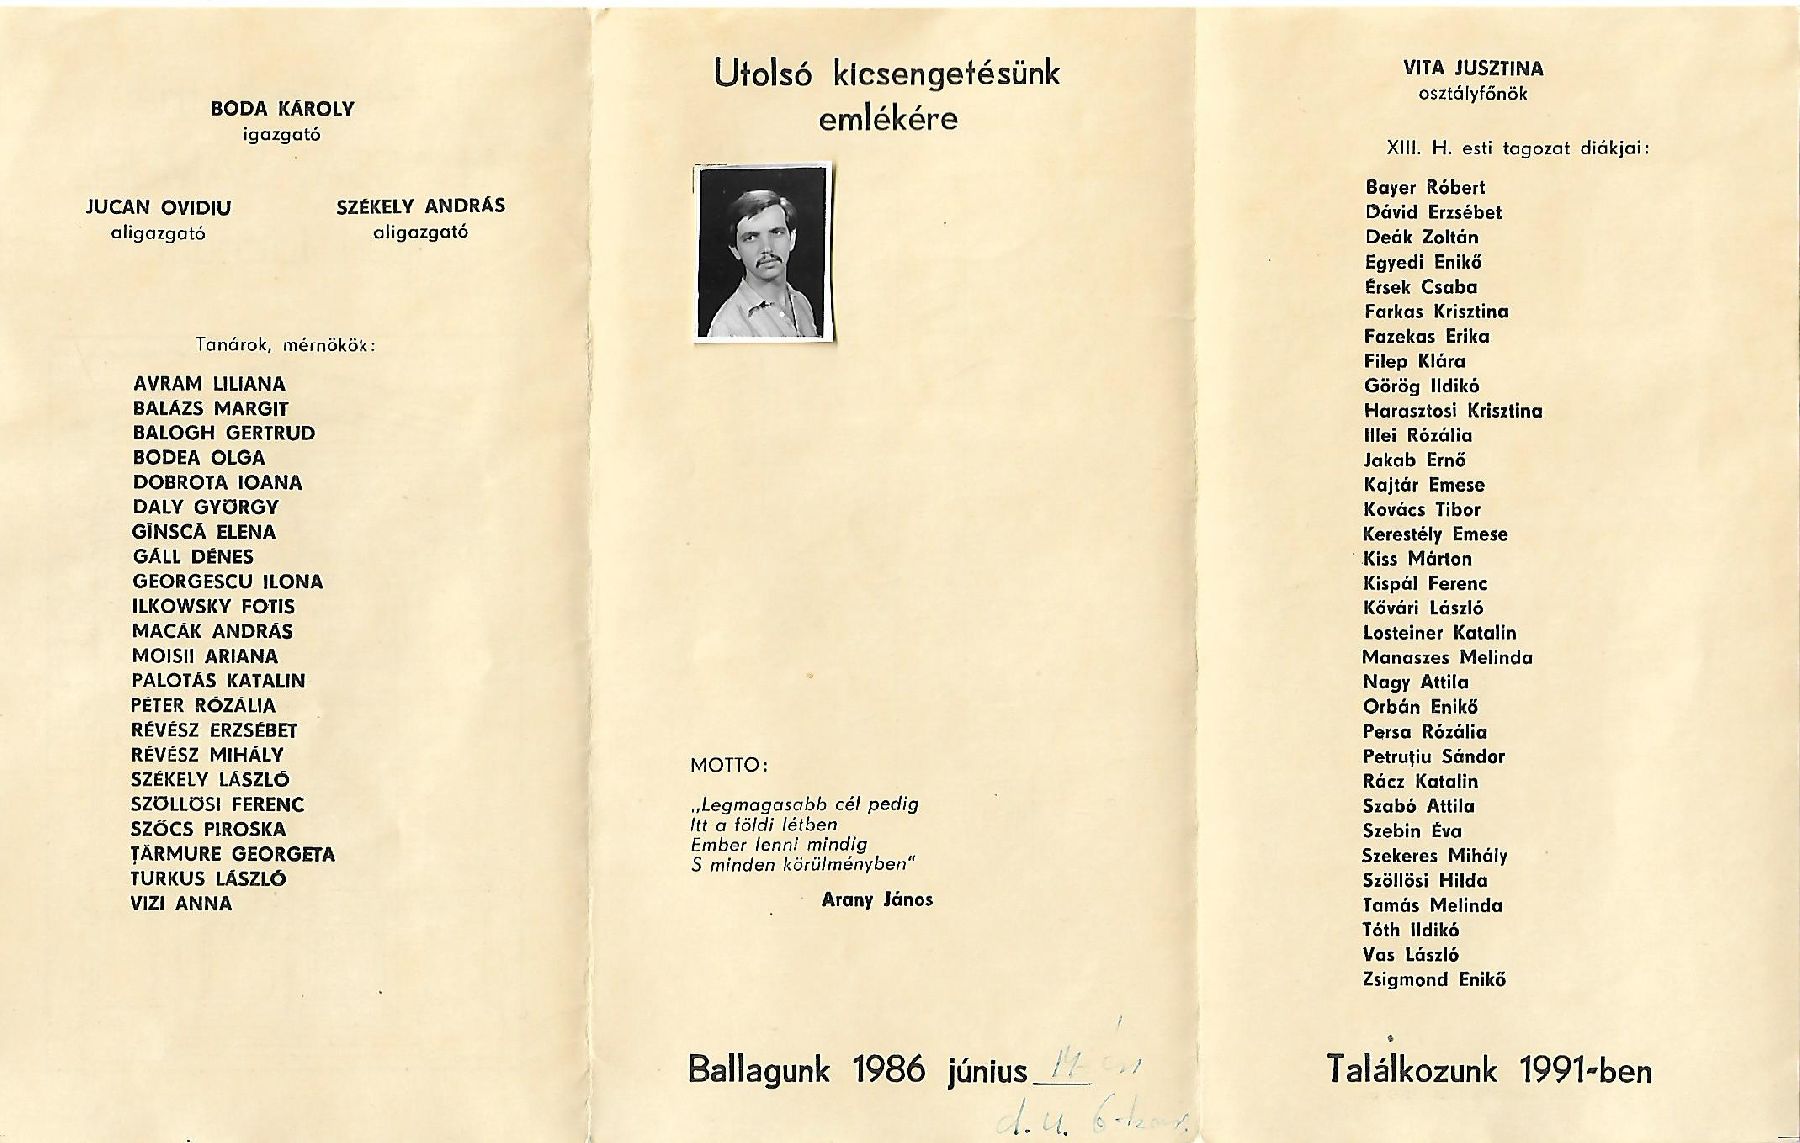 BODA KÁROLY
igazgató
JUCAN OVIDIU
aligazgató
SZÉKELY ANDRÁS
aligazgató
Tanárok, mérnökök:
AVRAM LILIANA
BALÁZS MARGIT
BALOGH GERTRUD
BODEA OLGA
DOBROTA IOANA
DALY GYÖRGY
GÎNSCĂ ELENA
GÁLL DÉNES
GEORGESCU ILONA
ILKOWSKY FOTIS
MACÁK ANDRÁS
MOISII ARIANA
PALOTÁS KATALIN
PÉTER RÓZÁLIA
RÉVÉSZ ERZSÉBET
RÉVÉSZ MIHÁLY
SZÉKELY LÁSZLÓ
SZÖLLÖSI FERENC
SZŐCS PIROSKA
ȚĂRMURE GEORGETA
TURKUS LÁSZLÓ
VIZI ANNA
Utolsó kicsengetésünk
emlékére
MOTTO:
„Legmagasabb cél pedig
Itt a földi létben
Ember lenni mindig
S minden körülményben"
Arany János
Ballagunk 1986 június 14-én
d.u. 6-kor.
VITA JUSZTINA
osztályfőnök
XIII. H. esti tagozat diákjai:
Bayer Róbert
Dávid Erzsébet
Deák Zoltán
Egyedi Enikő
Érsek Csaba
Farkas Krisztina
Fazekas Erika
Filep Klára
Görög Ildikó
Harasztosi Krisztina
Illei Rózália
Jakab Ernő
Kajtár Emese
Kovács Tibor
Kerestély Emese
Kiss Márton
Kispál Ferenc
Kővári László
Losteiner Katalin
Manaszes Melinda
Nagy Attila
Orbán Enikő
Persa Rózália
Petruțiu Sándor
Rácz Katalin
Szabó Attila
Szebin Éva
Szekeres Mihály
Szöllösi Hilda
Tamás Melinda
Tóth Ildikó
Vas László
Zsigmond Enikő
Találkozunk 1991-ben